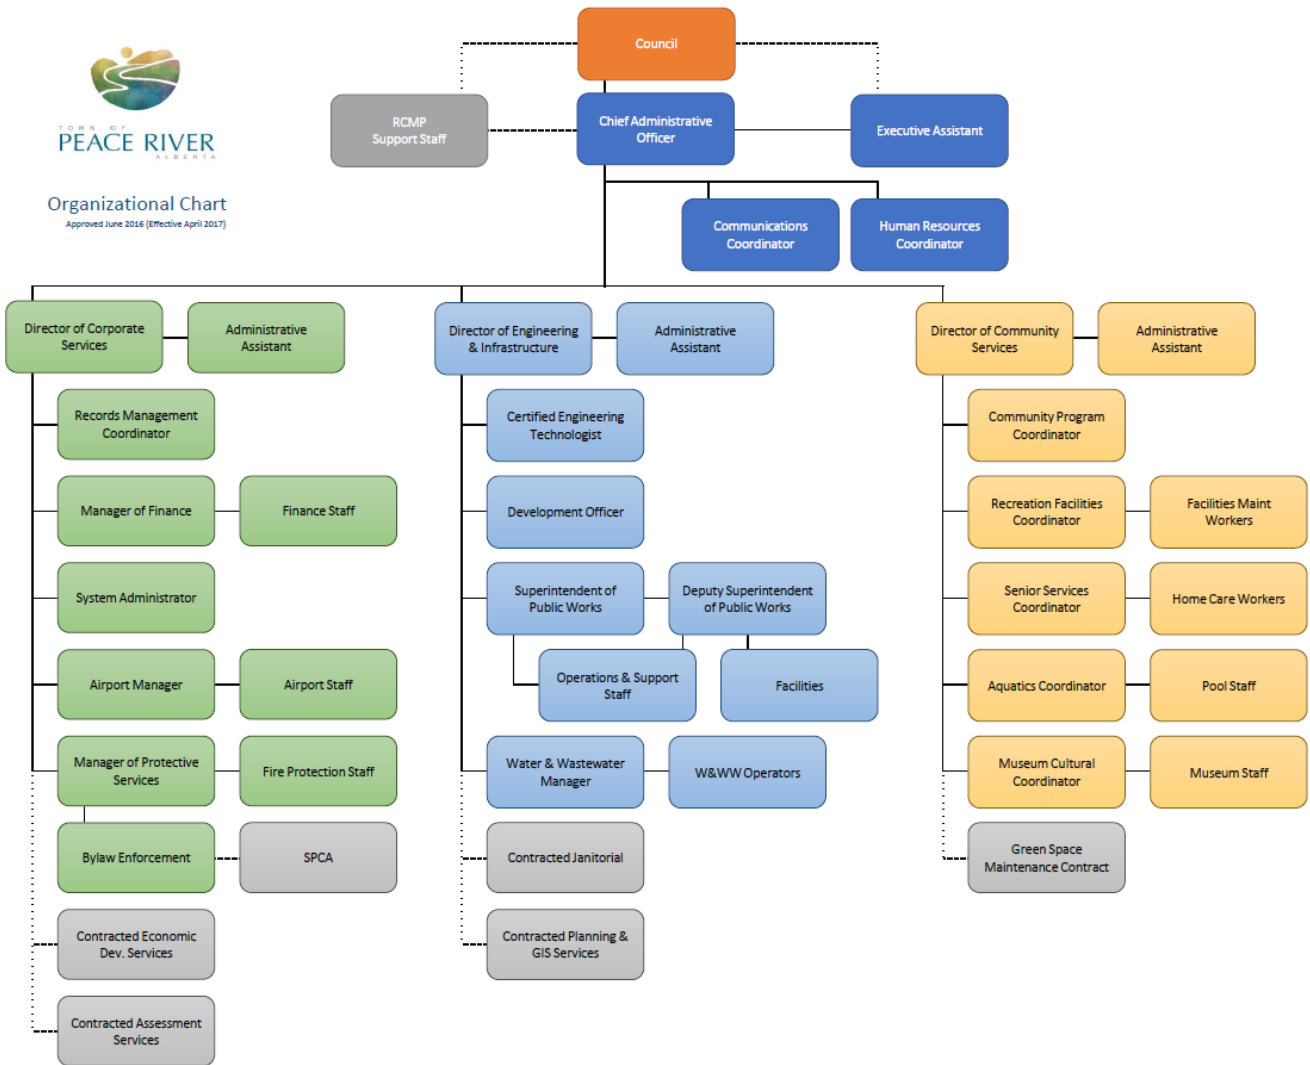 Council
TOWN OF
PEACE RIVER
ALBERTA
Organizational Chart
Approved June 2016 (Effective April 2017)
RCMP
Support Staff
Chief Administrative
Officer
Executive Assistant
Communications
Coordinator
Human Resources
Coordinator
Director of Corporate
Services
Administrative
Assistant
Director of Engineering
& Infrastructure
Administrative
Assistant
Director of Community
Services
Administrative
Assistant
Records Management
Coordinator
Certified Engineering
Technologist
Community Program
Coordinator
Manager of Finance
Finance Staff
Development Officer
Recreation Facilities
Coordinator
Facilities Maint
Workers
System Administrator
Superintendent of
Public Works
Deputy Superintendent
of Public Works
Senior Services
Coordinator
Home Care Workers
Airport Manager
Airport Staff
Operations & Support
Staff
Facilities
Aquatics Coordinator
Pool Staff
Manager of Protective
Services
Fire Protection Staff
Water & Wastewater
Manager
W&WW Operators
Museum Cultural
Coordinator
Museum Staff
Bylaw Enforcement
SPCA
Contracted Janitorial
Green Space
Maintenance Contract
Contracted Economic
Dev. Services
Contracted Planning &
GIS Services
Contracted Assessment
Services